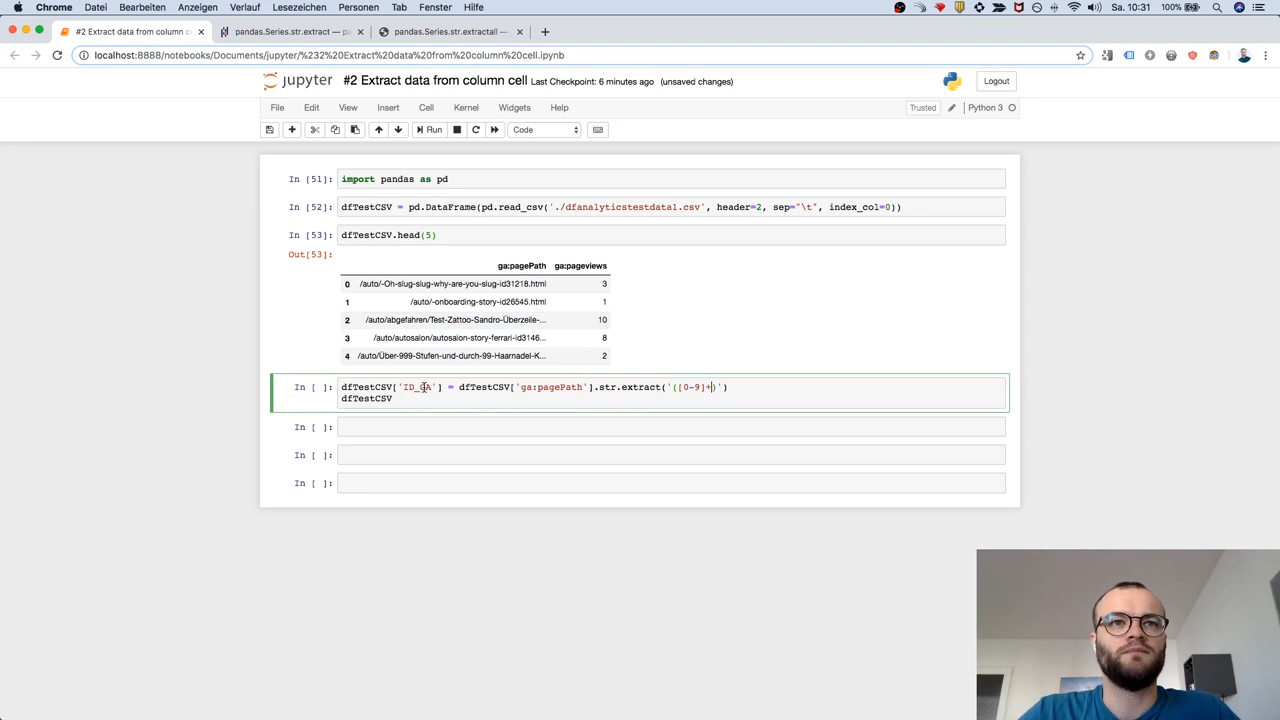 Chrome Datei Bearbeiten Anzeigen Verlauf Lesezeichen Personen Tab Fenster Hilfe 100% Sa. 10:31
#2 Extract data from column c pandas.Series.str.extract — pa pandas.Series.str.extractall —
localhost:8888/notebooks/Documents/jupyter/%232%20Extract%20data%20from%20column%20cell.ipynb
jupyter #2 Extract data from column cell Last Checkpoint: 6 minutes ago (unsaved changes) Logout
File Edit View Insert Cell Kernel Widgets Help Trusted Python 3
Run Code
In [51]: import pandas as pd
In [52]: dfTestCSV = pd.DataFrame(pd.read_csv('./dfanalyticstestdata1.csv', header=2, sep="\t", index_col=0))
In [53]: dfTestCSV.head(5)
Out[53]:
ga:pagePath ga:pageviews
0 /auto/-Oh-slug-slug-why-are-you-slug-id31218.html 3
1 /auto/-onboarding-story-id26545.html 1
2 /auto/abgefahren/Test-Zattoo-Sandro-Überzeile-... 10
3 /auto/autosalon/autosalon-story-ferrari-id3146... 8
4 /auto/Über-999-Stufen-und-durch-99-Haarnadel-K... 2
In [ ]: dfTestCSV['ID_GA'] = dfTestCSV['ga:pagePath'].str.extract('([0-9]+)')
dfTestCSV
In [ ]:
In [ ]:
In [ ]: